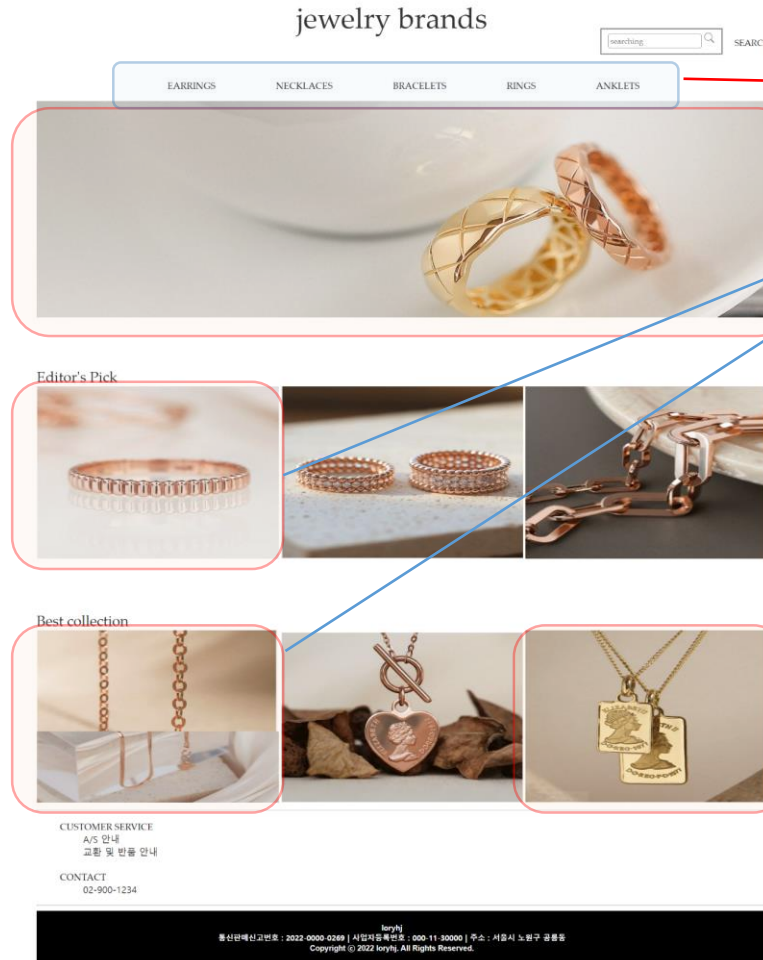 jewelry brands
searching
SEARC
EARRINGS NECKLACES BRACELETS RINGS ANKLETS
Editor's Pick
Best collection
CUSTOMER SERVICE
A/S 안내
교환 및 반품 안내
CONTACT
02-900-1234
loryhj
통신판매신고번호 : 2022-0000-0269 | 사업자등록번호 : 000-11-30000 | 주소 : 서울시 노원구 공릉동
Copyright ⓒ 2022 loryhj. All Rights Reserved.